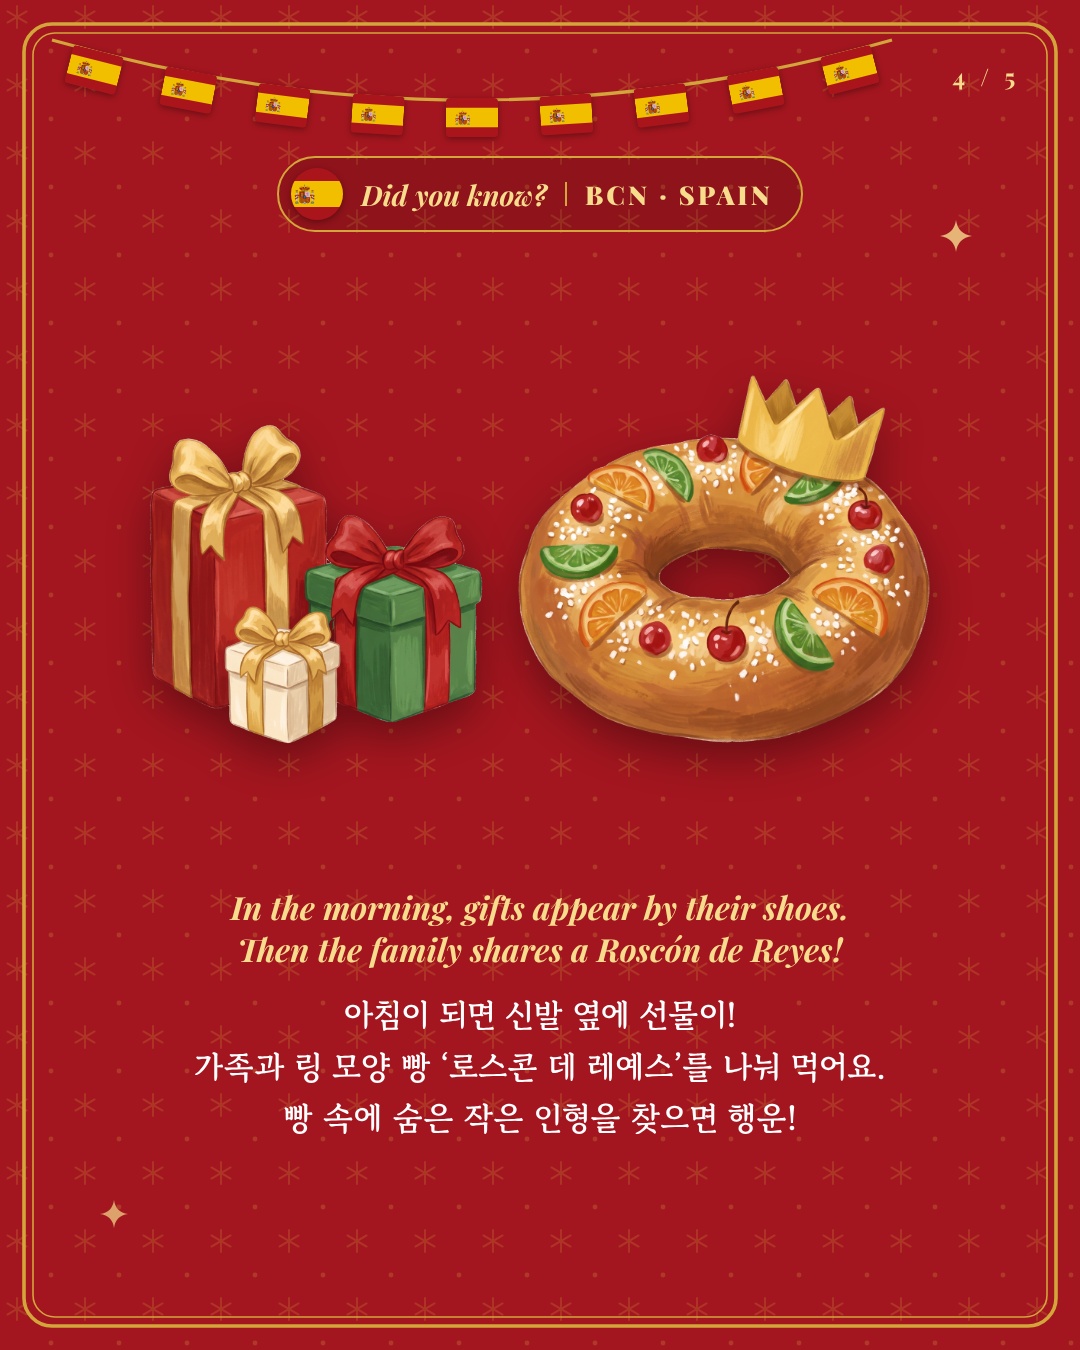 4 / 5
Did you know? | BCN · SPAIN
In the morning, gifts appear by their shoes.
Then the family shares a Roscón de Reyes!
아침이 되면 신발 옆에 선물이!
가족과 링 모양 빵 ‘로스콘 데 레예스’를 나눠 먹어요.
빵 속에 숨은 작은 인형을 찾으면 행운!